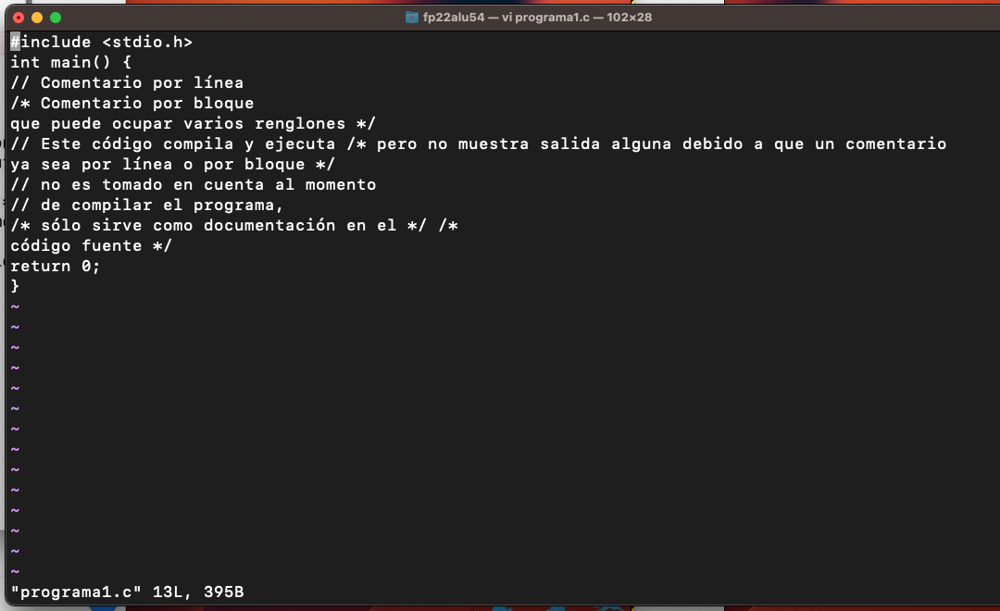 fp22alu54 — vi programa1.c — 102×28
#include <stdio.h>
int main() {
// Comentario por línea
/* Comentario por bloque
que puede ocupar varios renglones */
// Este código compila y ejecuta /* pero no muestra salida alguna debido a que un comentario
ya sea por línea o por bloque */
// no es tomado en cuenta al momento
// de compilar el programa,
/* sólo sirve como documentación en el */ /*
código fuente */
return 0;
}
~
~
~
~
~
~
~
~
~
~
~
~
~
~
"programa1.c" 13L, 395B